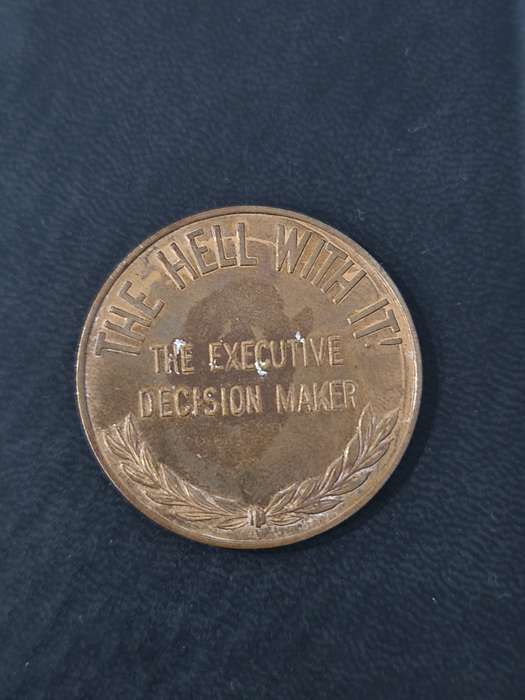 THE HELL WITH IT!
THE EXECUTIVE
DECISION MAKER